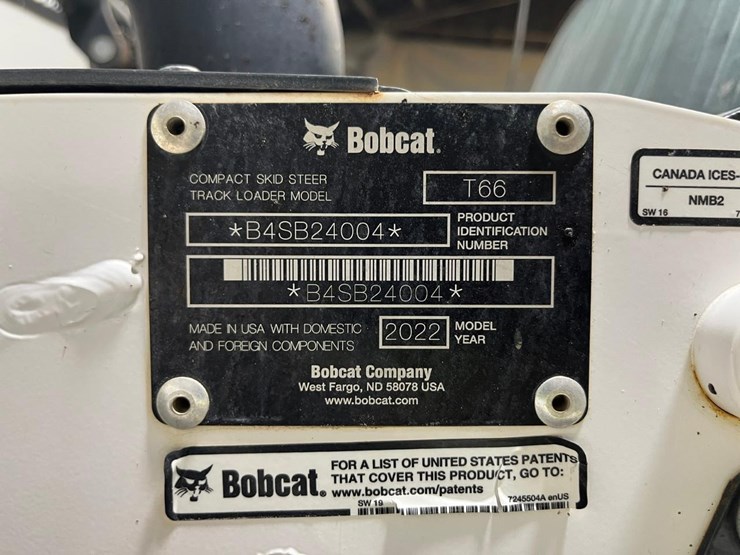 Bobcat.
COMPACT SKID STEER
TRACK LOADER MODEL
T66
*B4SB24004*
PRODUCT
IDENTIFICATION
NUMBER
*B4SB24004*
MADE IN USA WITH DOMESTIC
AND FOREIGN COMPONENTS
2022
MODEL
YEAR
Bobcat Company
West Fargo, ND 58078 USA
www.bobcat.com
CANADA ICES-
NMB2
SW 16
7
Bobcat.
FOR A LIST OF UNITED STATES PATENTS
THAT COVER THIS PRODUCT, GO TO:
www.bobcat.com/patents
SW 19
7245504A enUS